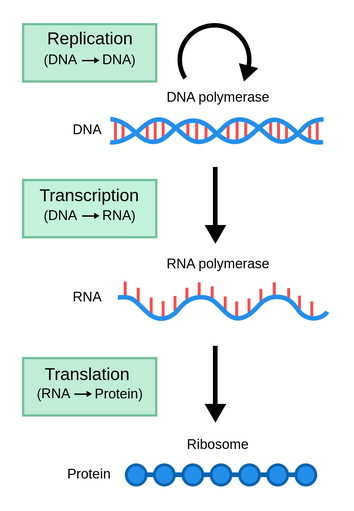 Replication
(DNA → DNA)
DNA polymerase
DNA
Transcription
(DNA → RNA)
RNA polymerase
RNA
Translation
(RNA → Protein)
Ribosome
Protein